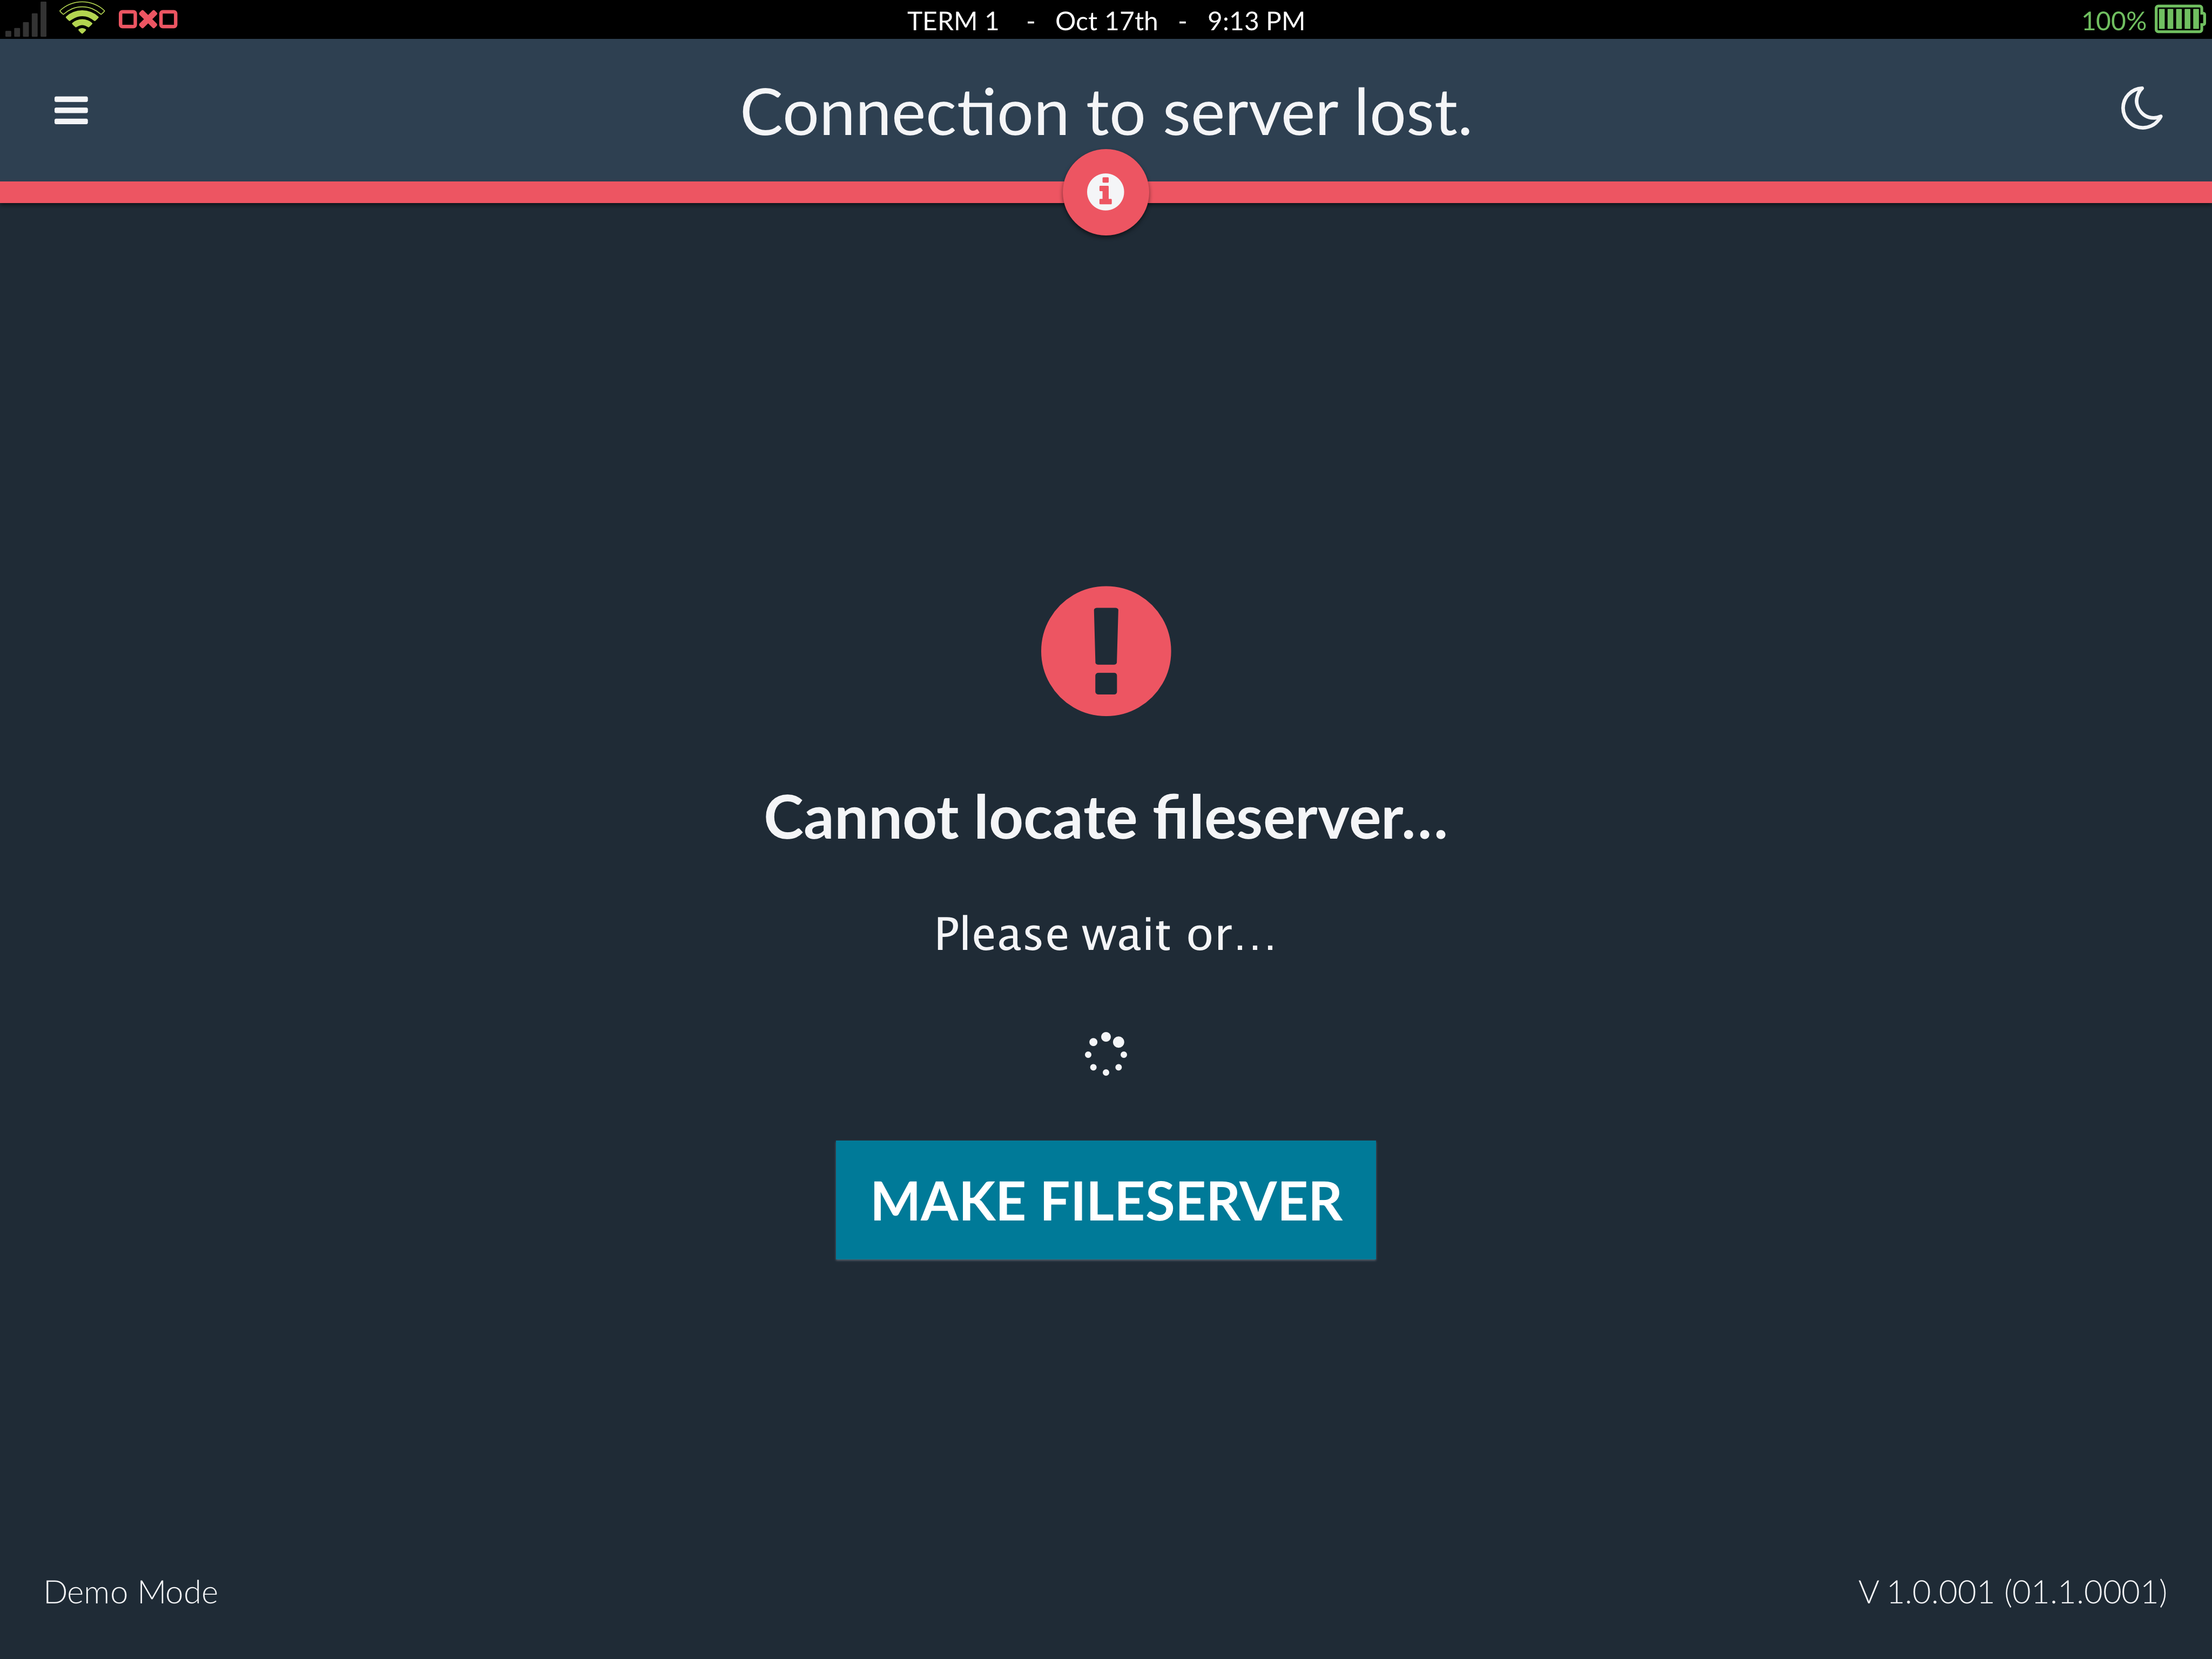 TERM 1 - Oct 17th - 9:13 PM
100%
Connection to server lost.
Cannot locate fileserver...
Please wait or...
MAKE FILESERVER
Demo Mode
V 1.0.001 (01.1.0001)